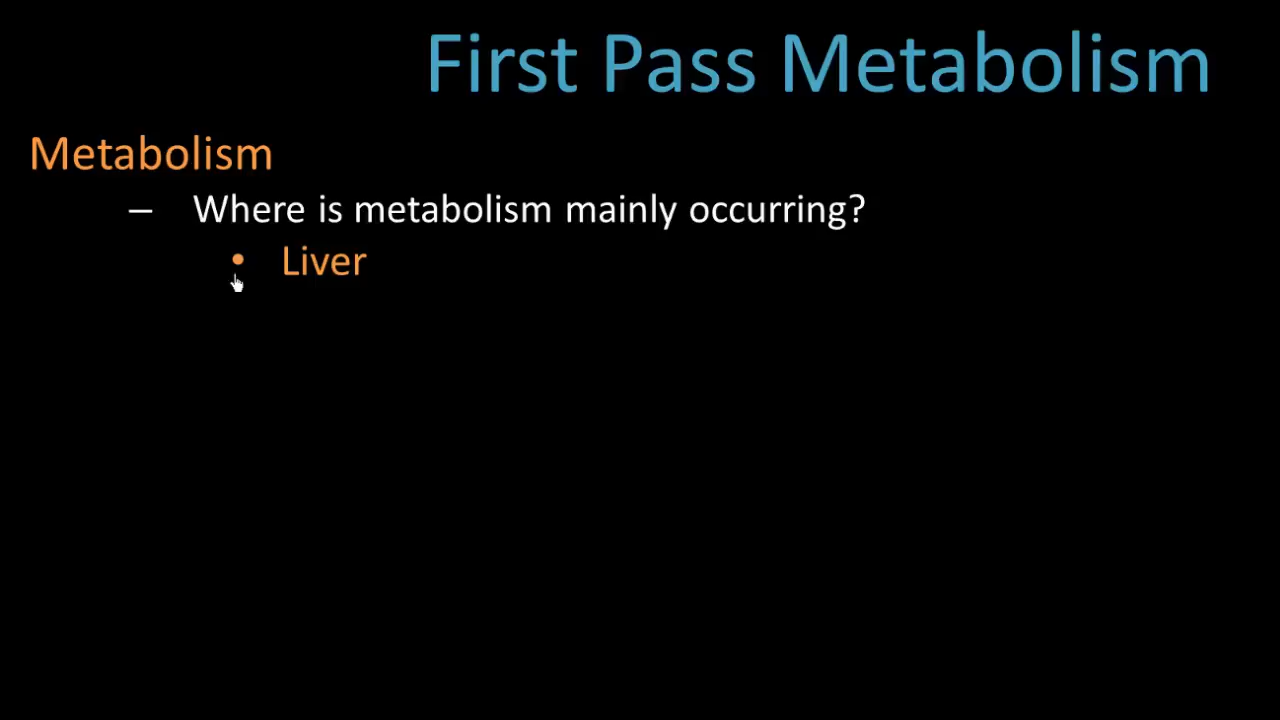 First Pass Metabolism
Metabolism
– Where is metabolism mainly occurring?
• Liver